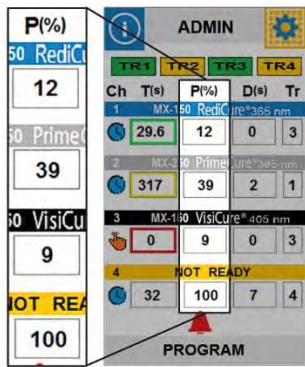 P(%)
50 RediCu
12
50 Prime
39
50 VisiCu
9
NOT REA
100
ADMIN
TR1 TR2 TR3 TR4
Ch T(s) P(%) D(s) Tr
1 MX-150 RediCure® 365 nm
29.6 12 0 3
2 MX-250 PrimeCure® 385 nm
317 39 2 1
3 MX-150 VisiCure® 405 nm
0 9 0 3
4 NOT READY
32 100 7 4
PROGRAM